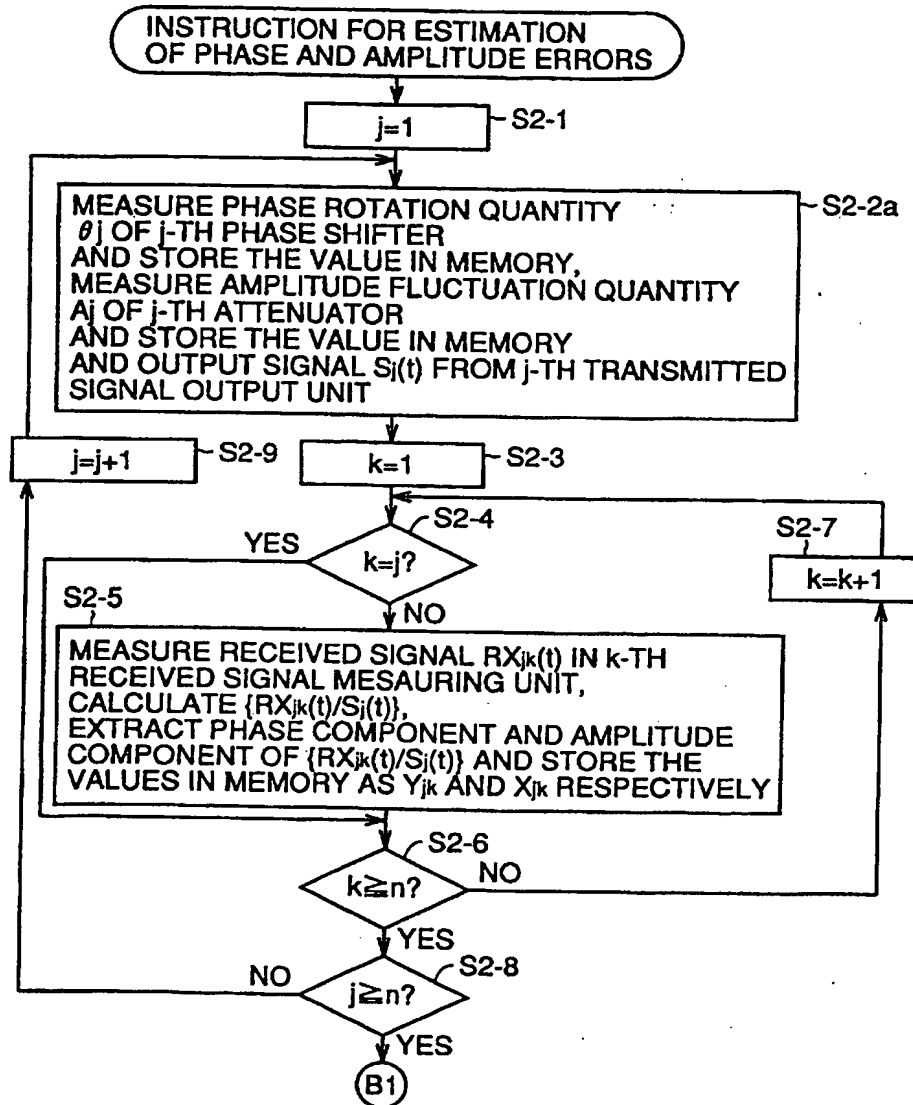 INSTRUCTION FOR ESTIMATION
OF PHASE AND AMPLITUDE ERRORS
j=1
S2-1
MEASURE PHASE ROTATION QUANTITY
θj OF j-TH PHASE SHIFTER
AND STORE THE VALUE IN MEMORY,
MEASURE AMPLITUDE FLUCTUATION QUANTITY
Aj OF j-TH ATTENUATOR
AND STORE THE VALUE IN MEMORY
AND OUTPUT SIGNAL Sj(t) FROM j-TH TRANSMITTED
SIGNAL OUTPUT UNIT
S2-2a
j=j+1
S2-9
k=1
S2-3
S2-4
YES
k=j?
NO
S2-7
k=k+1
S2-5
MEASURE RECEIVED SIGNAL RXjk(t) IN k-TH
RECEIVED SIGNAL MESAURING UNIT,
CALCULATE {RXjk(t)/Sj(t)},
EXTRACT PHASE COMPONENT AND AMPLITUDE
COMPONENT OF {RXjk(t)/Sj(t)} AND STORE THE
VALUES IN MEMORY AS Yjk AND Xjk RESPECTIVELY
S2-6
k≧n?
NO
YES
S2-8
NO
j≧n?
YES
B1